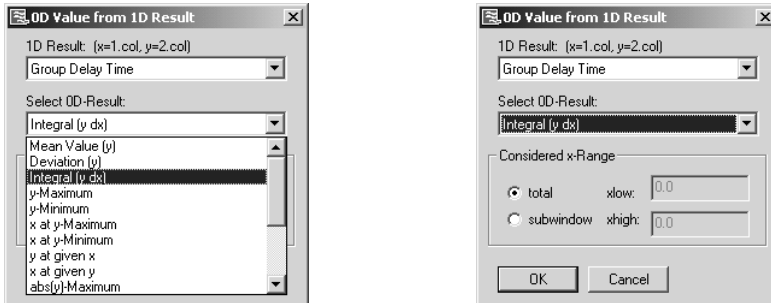 0D Value from 1D Result
1D Result: (x=1.col, y=2.col)
Group Delay Time
Select 0D-Result:
Integral (y dx)
Mean Value (y)
Deviation (y)
Integral (y dx)
y-Maximum
y-Minimum
x at y-Maximum
x at y-Minimum
y at given x
x at given y
abs(y)-Maximum
0D Value from 1D Result
1D Result: (x=1.col, y=2.col)
Group Delay Time
Select 0D-Result:
Integral (y dx)
Considered x-Range
total xlow: 0.0
subwindow xhigh: 0.0
OK Cancel